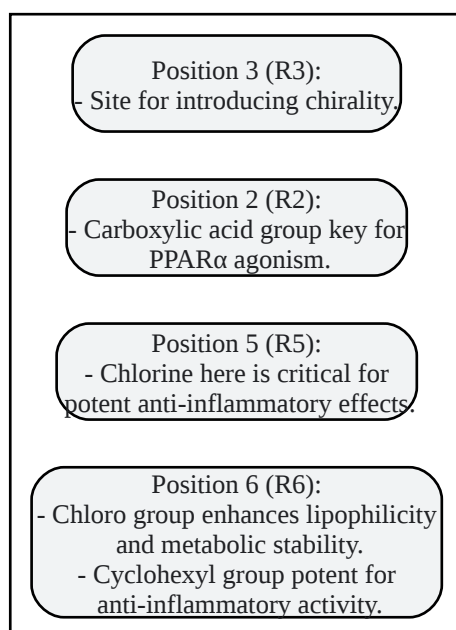 Position 3 (R3):
- Site for introducing chirality.
Position 2 (R2):
- Carboxylic acid group key for
PPARα agonism.
Position 5 (R5):
- Chlorine here is critical for
potent anti-inflammatory effects.
Position 6 (R6):
- Chloro group enhances lipophilicity
and metabolic stability.
- Cyclohexyl group potent for
anti-inflammatory activity.